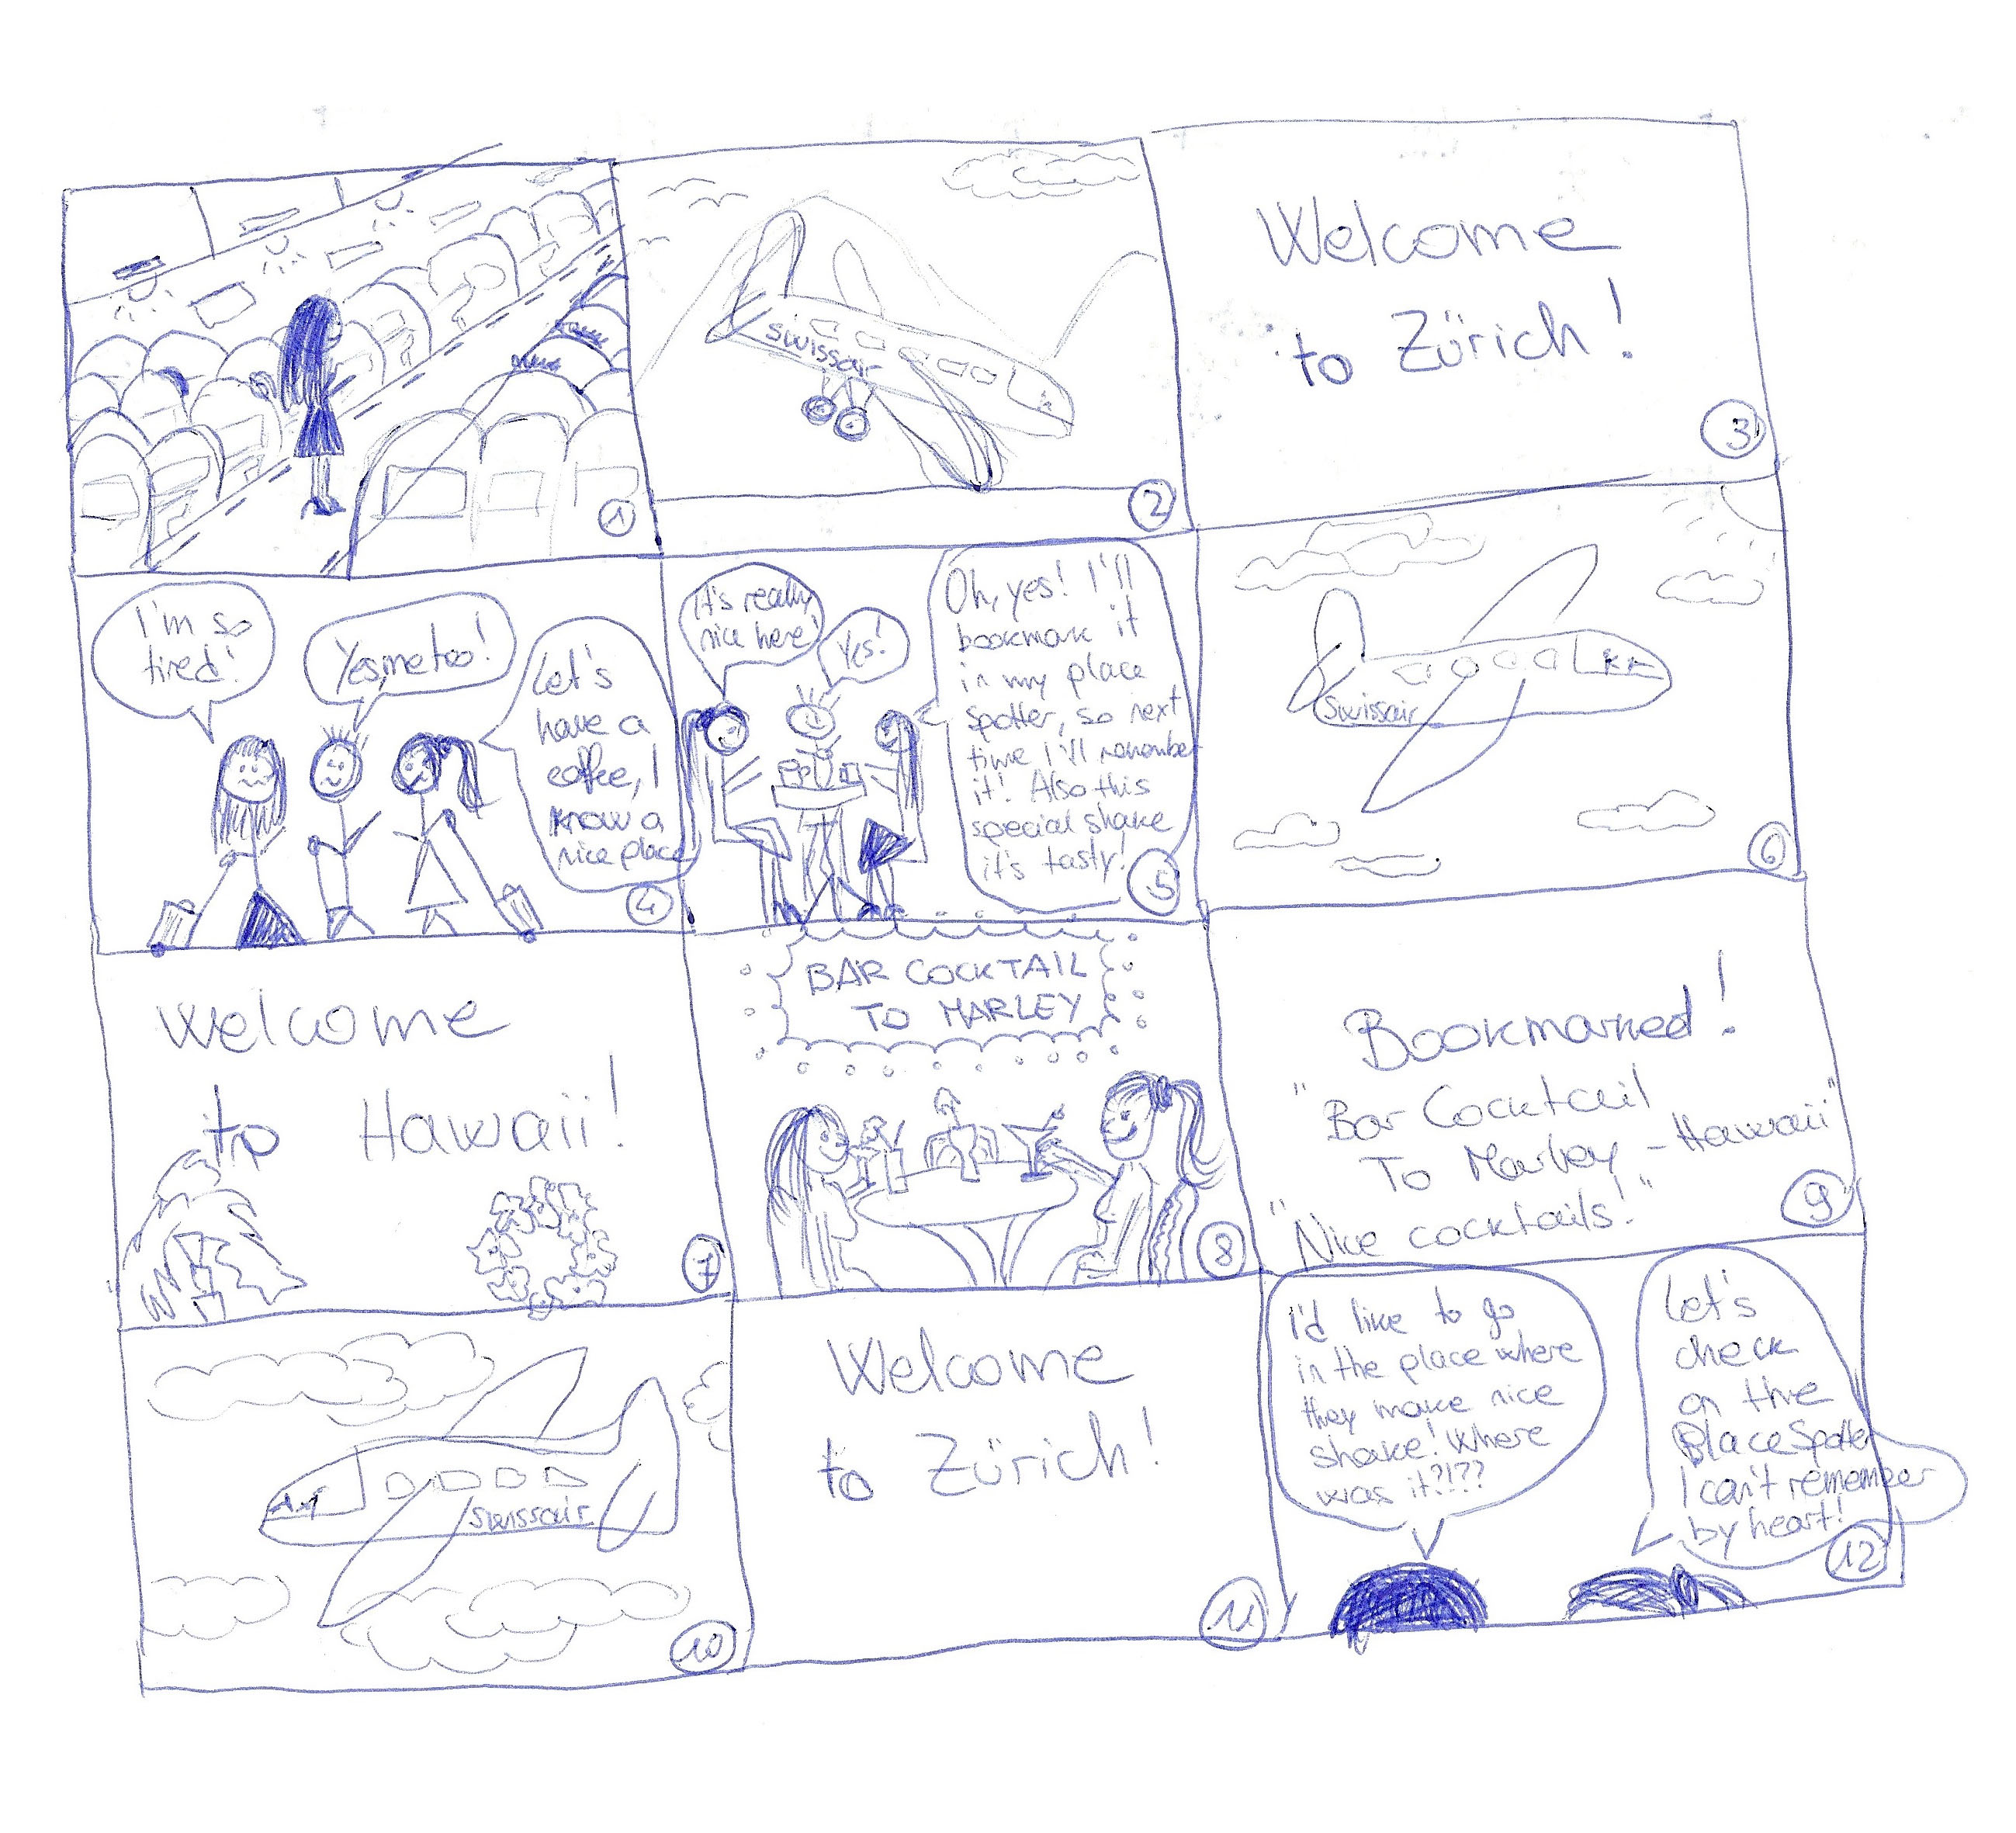 1
swissair
2
Welcome
to Zürich!
3
I'm so
tired!
Yes, me too!
Let's
have a
coffee, I
know a
nice place
4
It's really
nice here!
Yes!
Oh, yes! I'll
bookmark it
in my place
spotter, so next
time I'll remember
it! Also this
special shake
it's tasty!
5
swissair
6
Welcome
to Hawaii!
7
BAR COCKTAIL
TO MARLEY
8
Bookmarked!
"Bar Cocktail
To Marley - Hawaii"
"Nice cocktails!"
9
swissair
10
Welcome
to Zürich!
11
I'd like to go
in the place where
they make nice
shake! Where
was it?!??
Let's
check
on the
PlaceSpotter
I can't remember
by heart!
12